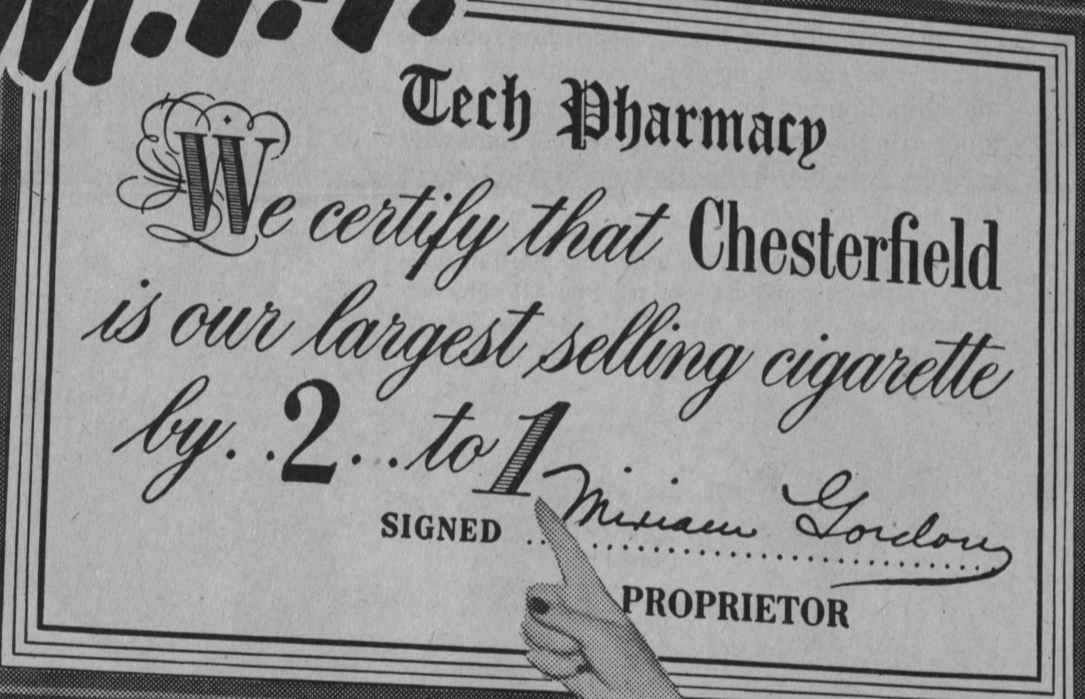 Tech Pharmacy
We certify that Chesterfield
is our largest selling cigarette
by. . 2 . . . to 1
SIGNED Miriam Gordon
PROPRIETOR